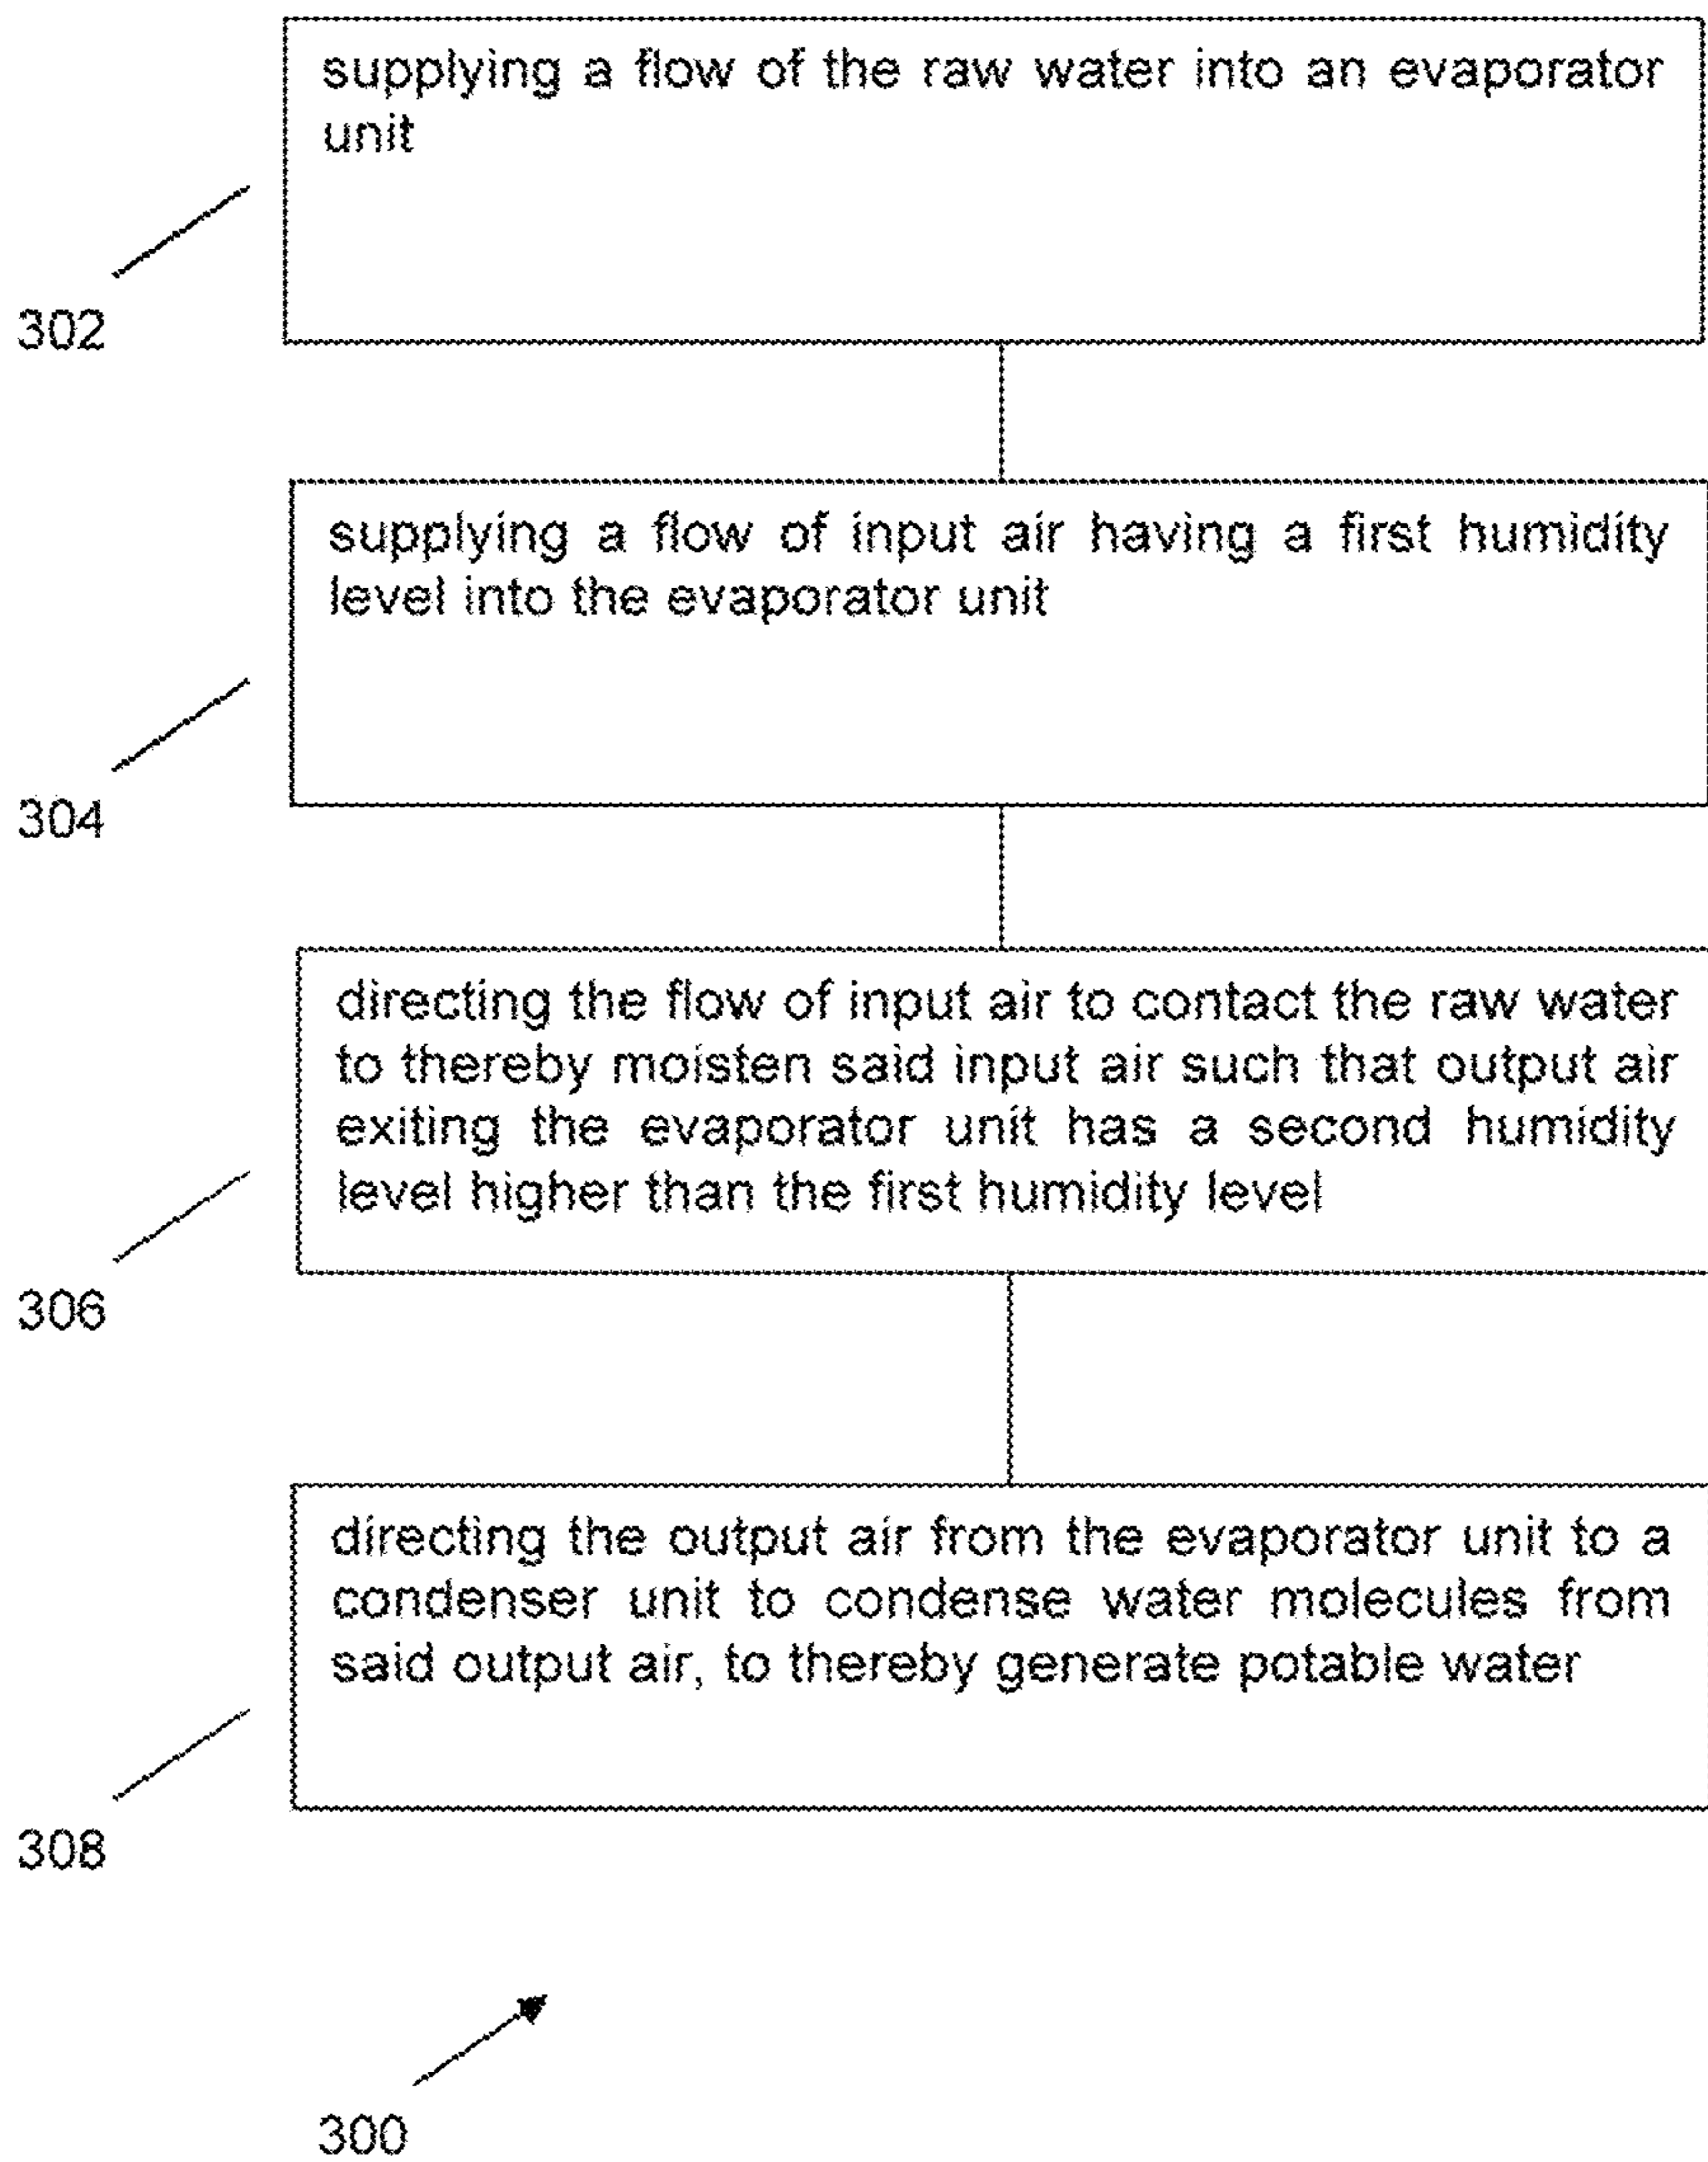 supplying a flow of the raw water into an evaporator
unit
302
supplying a flow of input air having a first humidity
level into the evaporator unit
304
directing the flow of input air to contact the raw water
to thereby moisten said input air such that output air
exiting the evaporator unit has a second humidity
level higher than the first humidity level
306
directing the output air from the evaporator unit to a
condenser unit to condense water molecules from
said output air, to thereby generate potable water
308
300